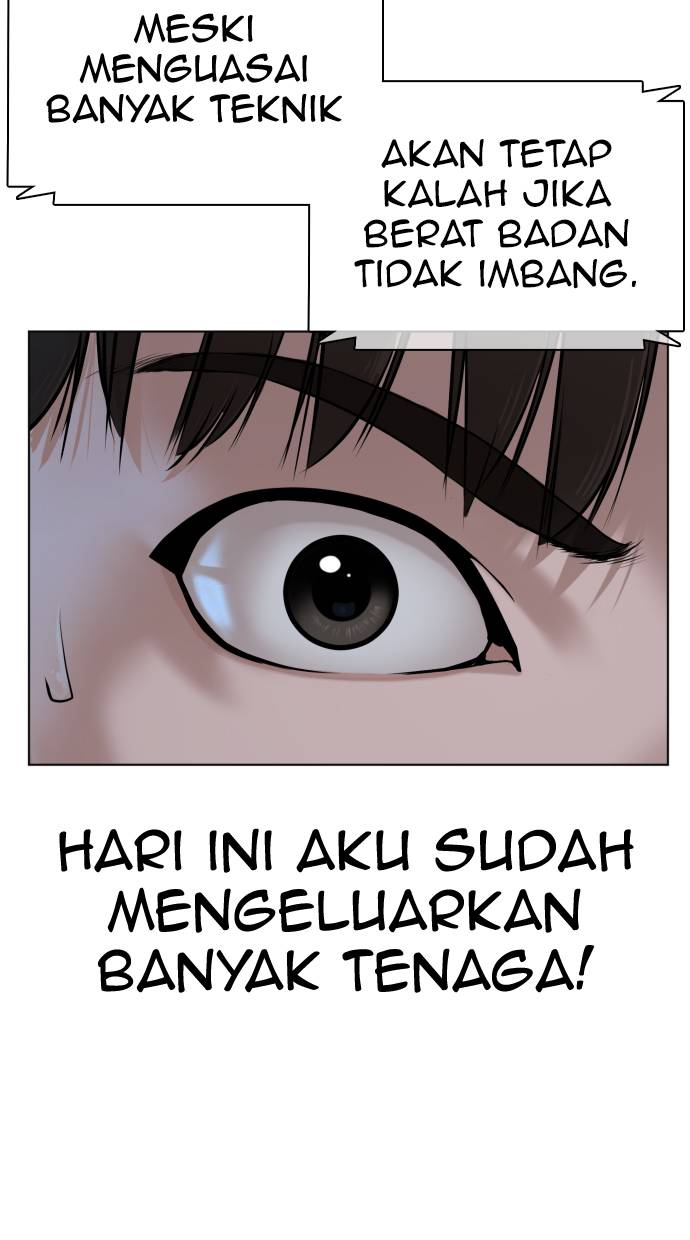 MESKI
MENGUASAI
BANYAK TEKNIK
AKAN TETAP
KALAH JIKA
BERAT BADAN
TIDAK IMBANG.
HARI INI AKU SUDAH
MENGELUARKAN
BANYAK TENAGA!